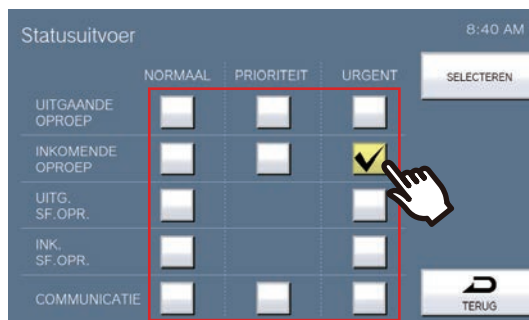 Statusuitvoer
8:40 AM
NORMAAL PRIORITEIT URGENT
SELECTEREN
UITGAANDE
OPROEP
INKOMENDE
OPROEP
UITG.
SF.OPR.
INK.
SF.OPR.
COMMUNICATIE
TERUG